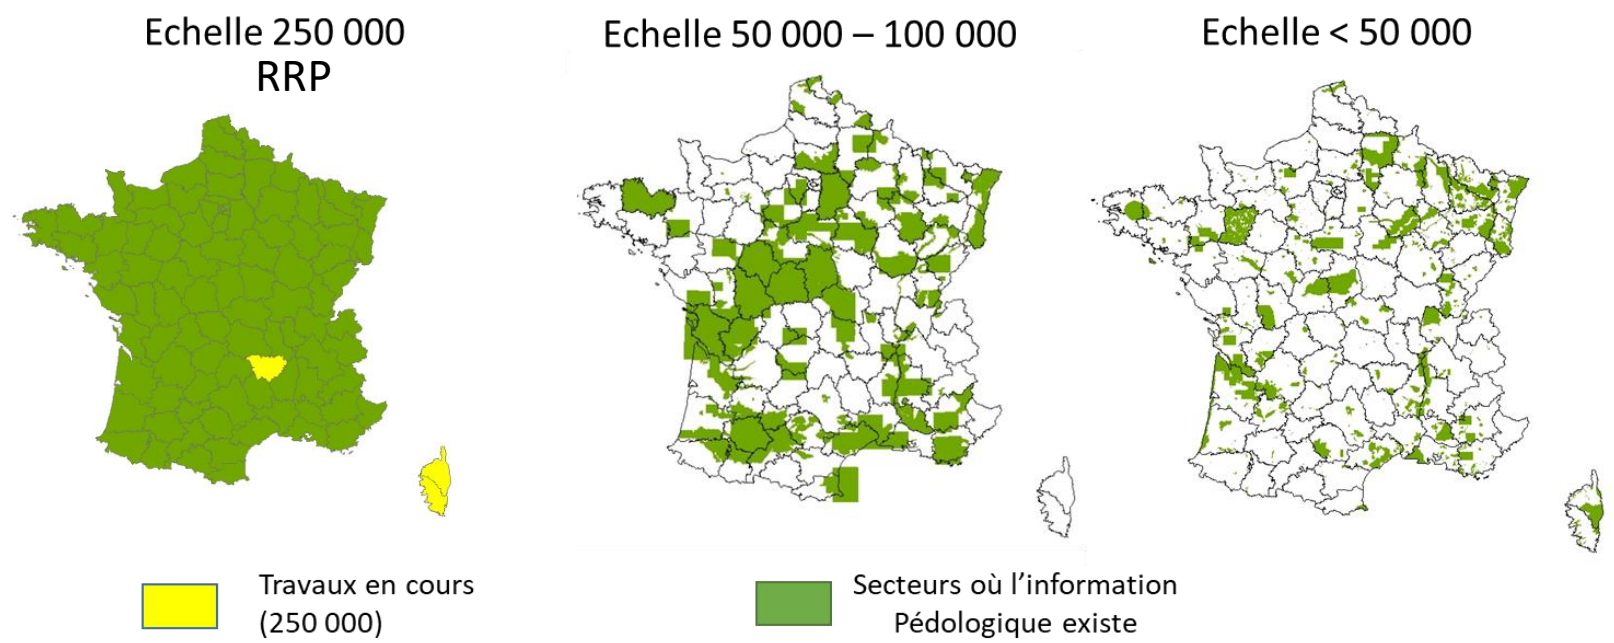 Echelle 250 000
RRP
Echelle 50 000 – 100 000
Echelle < 50 000
Travaux en cours
(250 000)
Secteurs où l’information
Pédologique existe